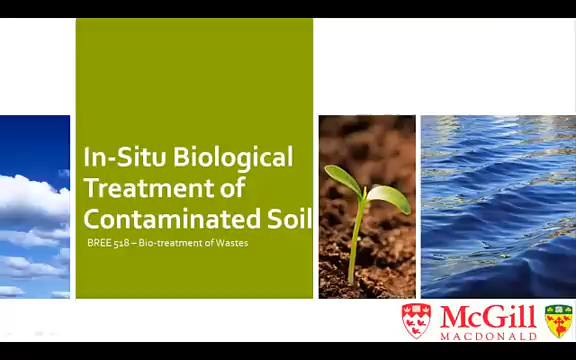 In-Situ Biological
Treatment of
Contaminated Soil
BREE 518 – Bio-treatment of Wastes
McGill
MACDONALD